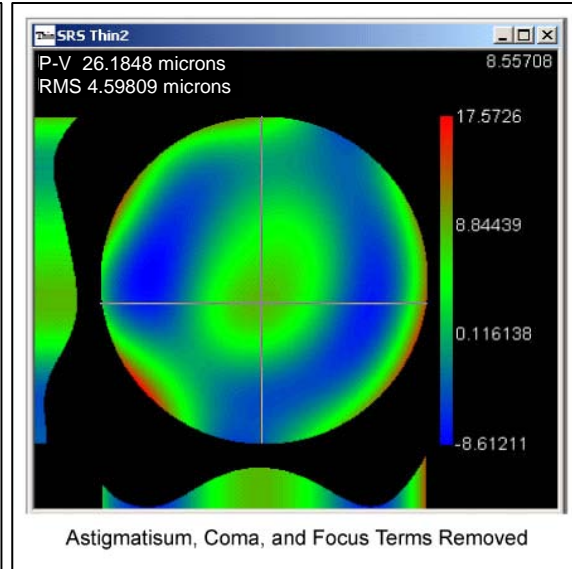 Thin SRS Thin2
P-V 26.1848 microns
8.55708
RMS 4.59809 microns
17.5726
8.84439
0.116138
-8.61211
Astigmatisum, Coma, and Focus Terms Removed